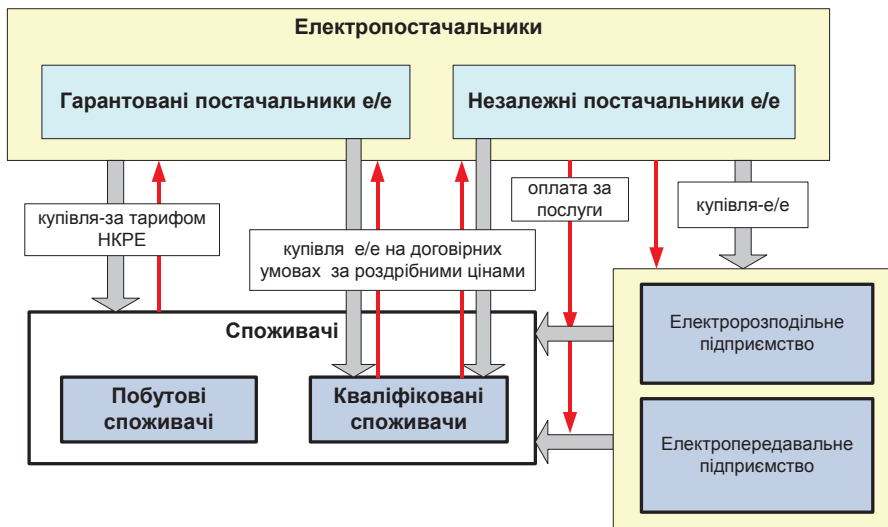 Електропостачальники
Гарантовані постачальники е/е
Незалежні постачальники е/е
купівля-за тарифом
НКРЕ
купівля е/е на договірних
умовах за роздрібними цінами
оплата за
послуги
купівля-е/е
Споживачі
Побутові
споживачі
Кваліфіковані
споживачи
Електророзподільне
підприємство
Електропередавальне
підприємство